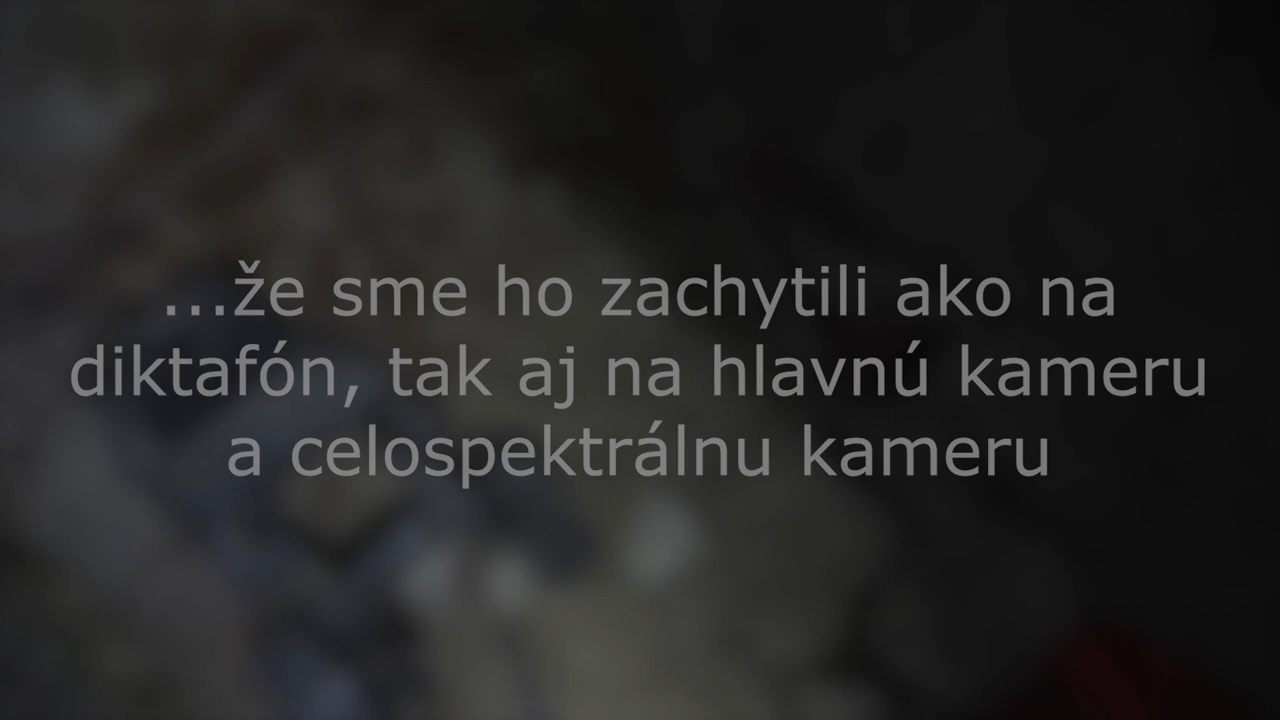 ...že sme ho zachytili ako na
diktafón, tak aj na hlavnú kameru
a celospektrálnu kameru